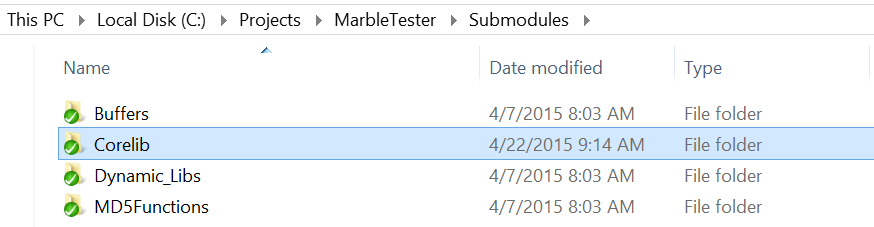 This PC Local Disk (C:) Projects MarbleTester Submodules
Name Date modified Type
Buffers 4/7/2015 8:03 AM File folder
Corelib 4/22/2015 9:14 AM File folder
Dynamic_Libs 4/7/2015 8:03 AM File folder
MD5Functions 4/7/2015 8:03 AM File folder